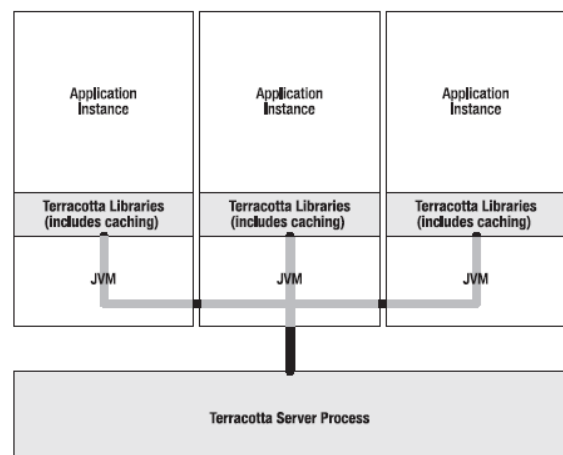 Application
Instance
Application
Instance
Application
Instance
Terracotta Libraries
(includes caching)
Terracotta Libraries
(includes caching)
Terracotta Libraries
(includes caching)
JVM
JVM
JVM
Terracotta Server Process